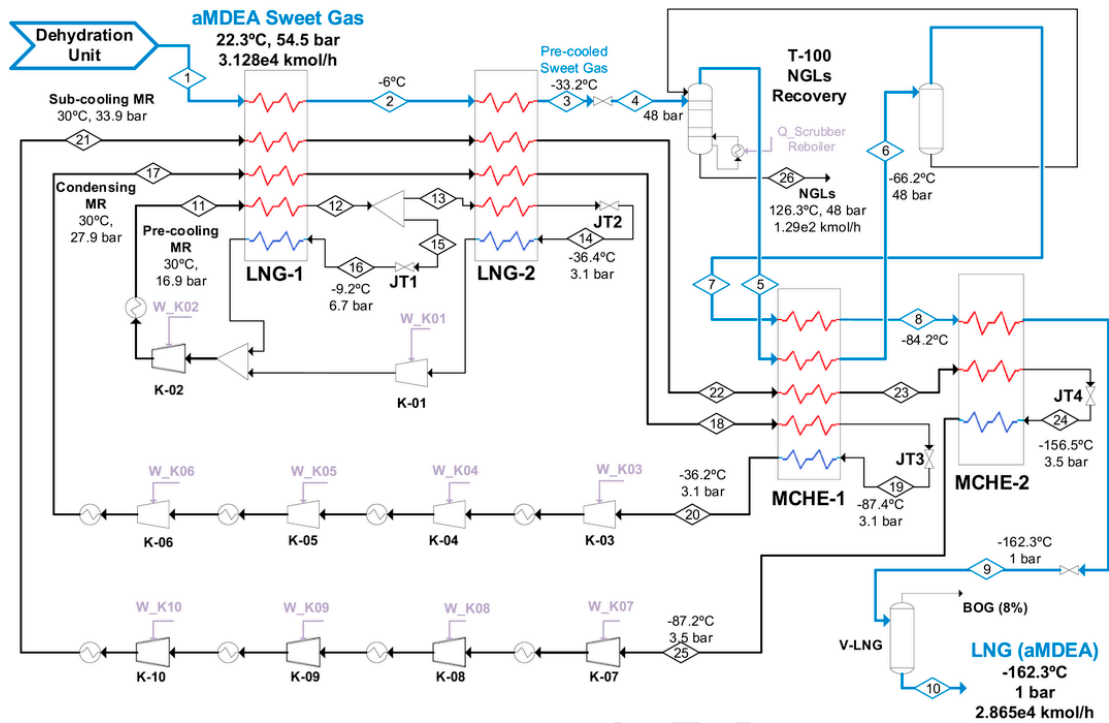 Dehydration
Unit
1
aMDEA Sweet Gas
22.3ºC, 54.5 bar
3.128e4 kmol/h
-6ºC
2
Pre-cooled
Sweet Gas
-33.2ºC
3
4
48 bar
T-100
NGLs
Recovery
Q_Scrubber
Reboiler
26
NGLs
126.3ºC, 48 bar
1.29e2 kmol/h
6
-66.2ºC
48 bar
Sub-cooling MR
30ºC, 33.9 bar
21
17
Condensing
MR
30ºC,
27.9 bar
11
Pre-cooling
MR
30ºC,
16.9 bar
12
13
15
16
-9.2ºC
6.7 bar
JT1
JT2
14
-36.4ºC
3.1 bar
LNG-1
LNG-2
W_K02
K-02
W_K01
K-01
7
5
8
-84.2ºC
22
23
18
JT3
19
-87.4ºC
3.1 bar
MCHE-1
JT4
24
-156.5ºC
3.5 bar
MCHE-2
W_K06
W_K05
W_K04
W_K03
-36.2ºC
3.1 bar
20
K-06
K-05
K-04
K-03
W_K10
W_K09
W_K08
W_K07
-87.2ºC
3.5 bar
25
K-10
K-09
K-08
K-07
-162.3ºC
1 bar
9
BOG (8%)
V-LNG
10
LNG (aMDEA)
-162.3ºC
1 bar
2.865e4 kmol/h